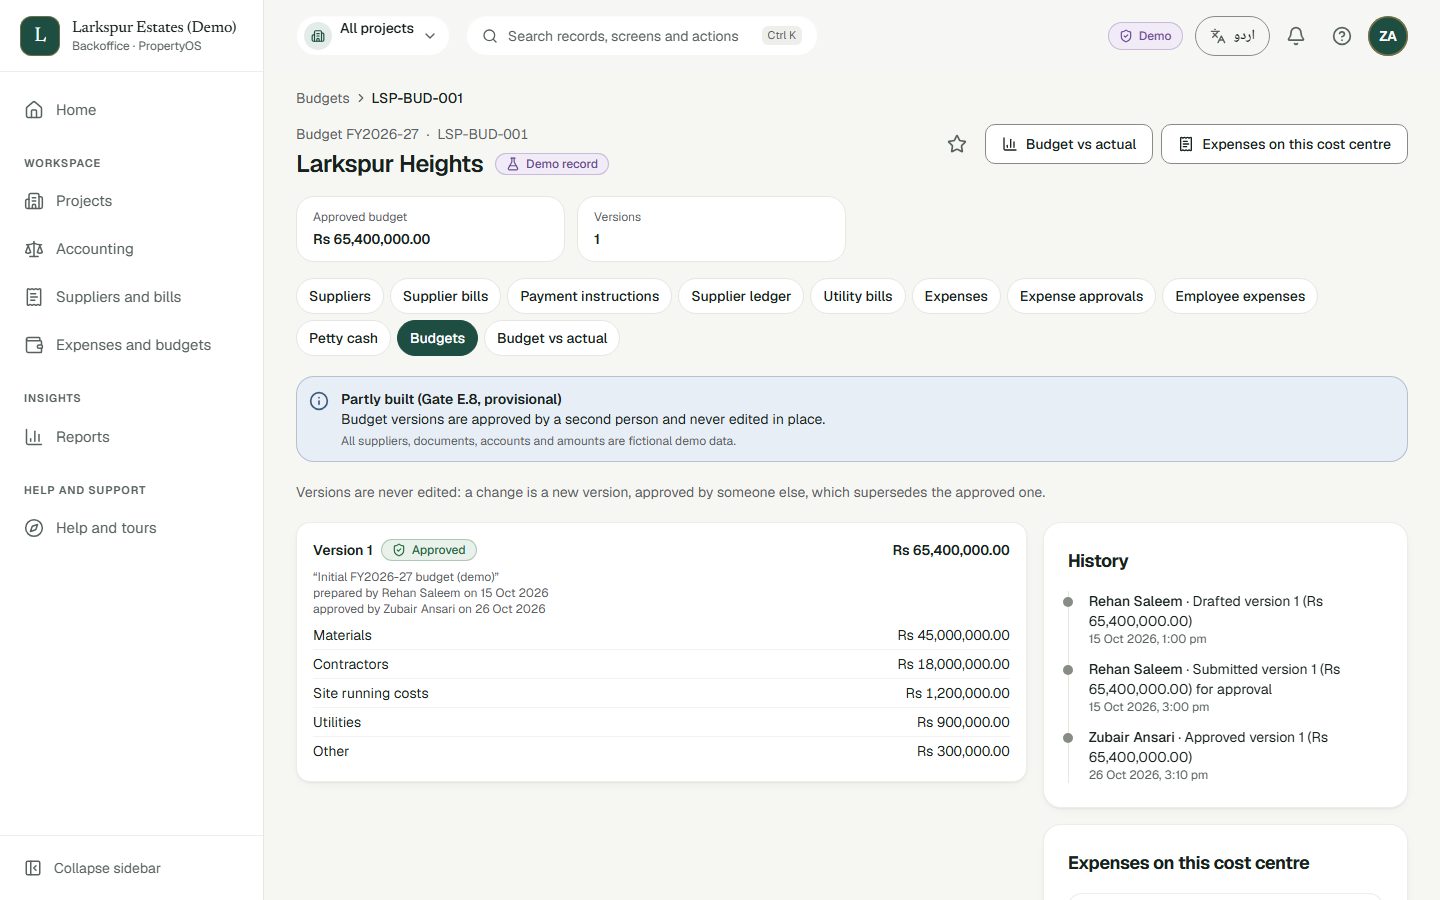 L
Larkspur Estates (Demo)
Backoffice · PropertyOS
All projects
Search records, screens and actions
Ctrl K
Demo
اردو
ZA
Home
WORKSPACE
Projects
Accounting
Suppliers and bills
Expenses and budgets
INSIGHTS
Reports
HELP AND SUPPORT
Help and tours
Collapse sidebar
Budgets > LSP-BUD-001
Budget FY2026-27 · LSP-BUD-001
Larkspur Heights
Demo record
Budget vs actual
Expenses on this cost centre
Approved budget
Rs 65,400,000.00
Versions
1
Suppliers
Supplier bills
Payment instructions
Supplier ledger
Utility bills
Expenses
Expense approvals
Employee expenses
Petty cash
Budgets
Budget vs actual
Partly built (Gate E.8, provisional)
Budget versions are approved by a second person and never edited in place.
All suppliers, documents, accounts and amounts are fictional demo data.
Versions are never edited: a change is a new version, approved by someone else, which supersedes the approved one.
Version 1
Approved
Rs 65,400,000.00
“Initial FY2026-27 budget (demo)”
prepared by Rehan Saleem on 15 Oct 2026
approved by Zubair Ansari on 26 Oct 2026
Materials Rs 45,000,000.00
Contractors Rs 18,000,000.00
Site running costs Rs 1,200,000.00
Utilities Rs 900,000.00
Other Rs 300,000.00
History
Rehan Saleem · Drafted version 1 (Rs
65,400,000.00)
15 Oct 2026, 1:00 pm
Rehan Saleem · Submitted version 1 (Rs
65,400,000.00) for approval
15 Oct 2026, 3:00 pm
Zubair Ansari · Approved version 1 (Rs
65,400,000.00)
26 Oct 2026, 3:10 pm
Expenses on this cost centre